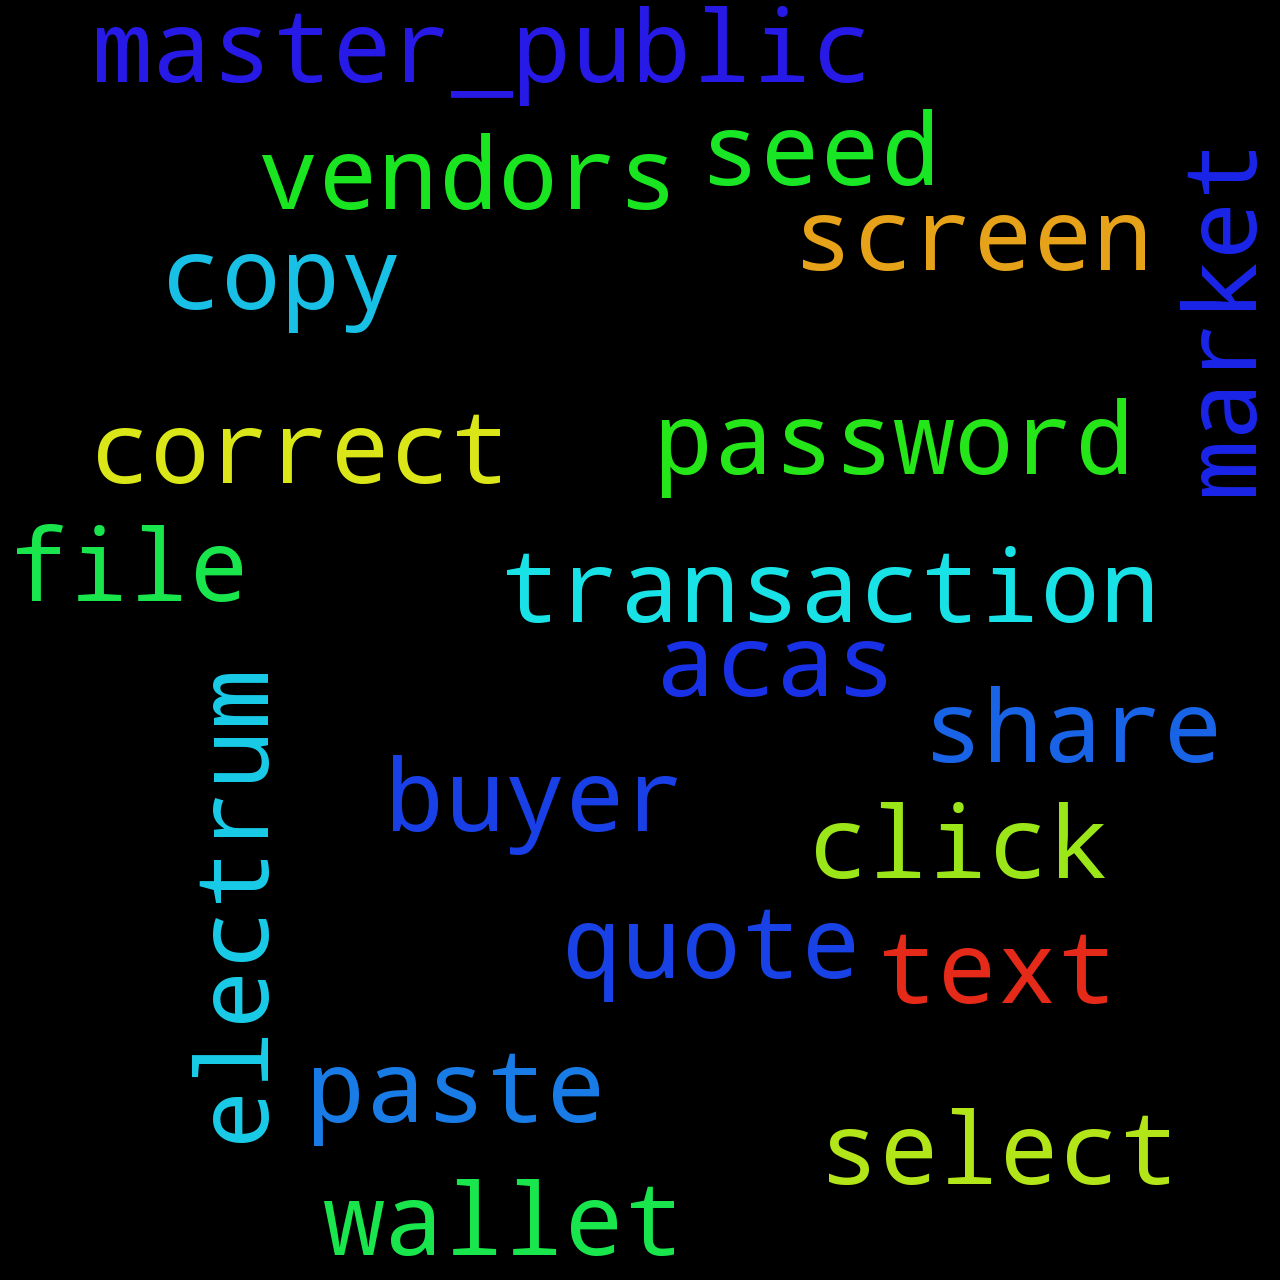 master_public
vendors
seed
market
screen
copy
correct
password
file
transaction
acas
electrum
share
buyer
click
quote
text
paste
select
wallet